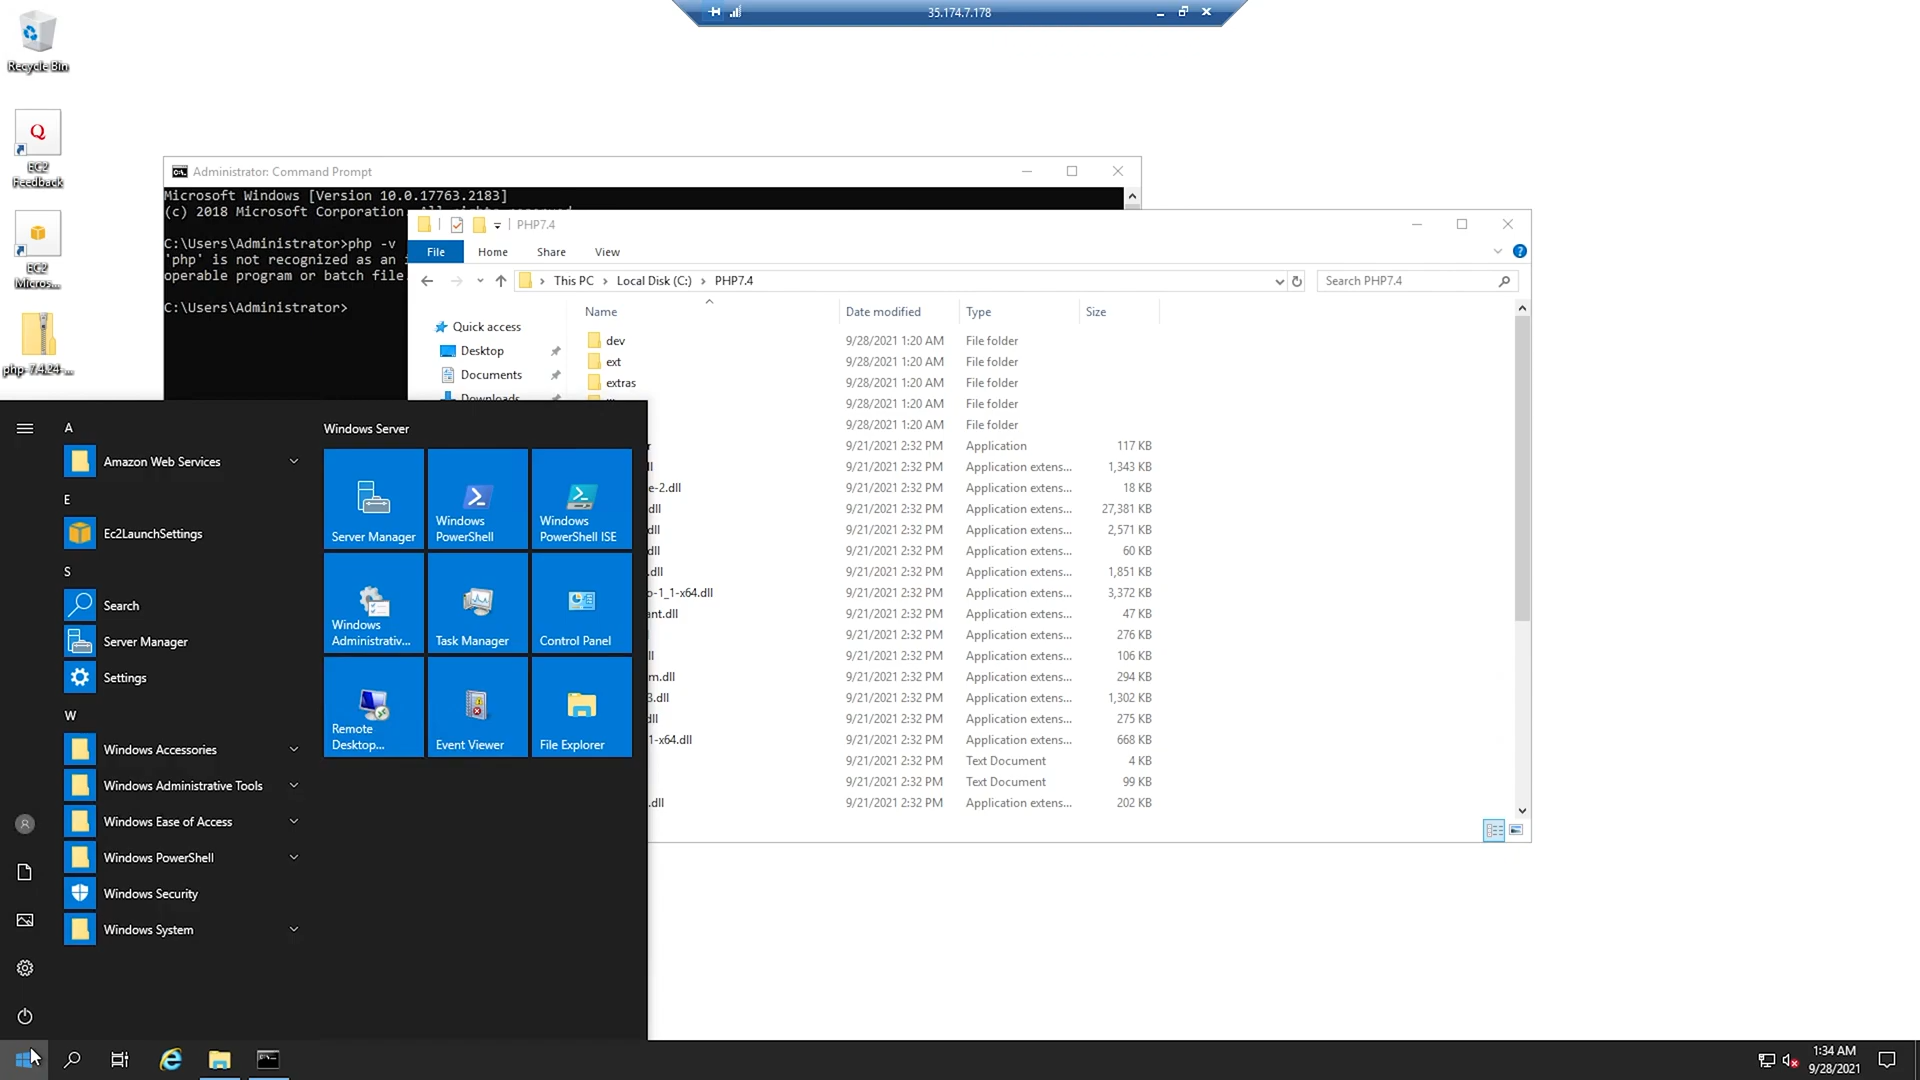 35.174.7.178
Recycle Bin
Q
EC2
Feedback
EC2
Micros...
php-7.4.24-...
Administrator: Command Prompt
Microsoft Windows [Version 10.0.17763.2183]
(c) 2018 Microsoft Corporation.
C:\Users\Administrator>php -v
'php' is not recognized as an
operable program or batch file
C:\Users\Administrator>
PHP7.4
File Home Share View
This PC Local Disk (C:) PHP7.4
Search PHP7.4
Name Date modified Type Size
Quick access
Desktop
Documents
Downloads
dev 9/28/2021 1:20 AM File folder
ext 9/28/2021 1:20 AM File folder
extras 9/28/2021 1:20 AM File folder
9/28/2021 1:20 AM File folder
9/28/2021 1:20 AM File folder
r 9/21/2021 2:32 PM Application 117 KB
ll 9/21/2021 2:32 PM Application extens... 1,343 KB
e-2.dll 9/21/2021 2:32 PM Application extens... 18 KB
dll 9/21/2021 2:32 PM Application extens... 27,381 KB
dll 9/21/2021 2:32 PM Application extens... 2,571 KB
dll 9/21/2021 2:32 PM Application extens... 60 KB
.dll 9/21/2021 2:32 PM Application extens... 1,851 KB
o-1_1-x64.dll 9/21/2021 2:32 PM Application extens... 3,372 KB
ant.dll 9/21/2021 2:32 PM Application extens... 47 KB
9/21/2021 2:32 PM Application extens... 276 KB
ll 9/21/2021 2:32 PM Application extens... 106 KB
m.dll 9/21/2021 2:32 PM Application extens... 294 KB
3.dll 9/21/2021 2:32 PM Application extens... 1,302 KB
dll 9/21/2021 2:32 PM Application extens... 275 KB
1-x64.dll 9/21/2021 2:32 PM Application extens... 668 KB
9/21/2021 2:32 PM Text Document 4 KB
9/21/2021 2:32 PM Text Document 99 KB
.dll 9/21/2021 2:32 PM Application extens... 202 KB
A
Amazon Web Services
E
Ec2LaunchSettings
S
Search
Server Manager
Settings
W
Windows Accessories
Windows Administrative Tools
Windows Ease of Access
Windows PowerShell
Windows Security
Windows System
Windows Server
Server Manager
Windows
PowerShell
Windows
PowerShell ISE
Windows
Administrativ...
Task Manager
Control Panel
Remote
Desktop...
Event Viewer
File Explorer
1:34 AM
9/28/2021